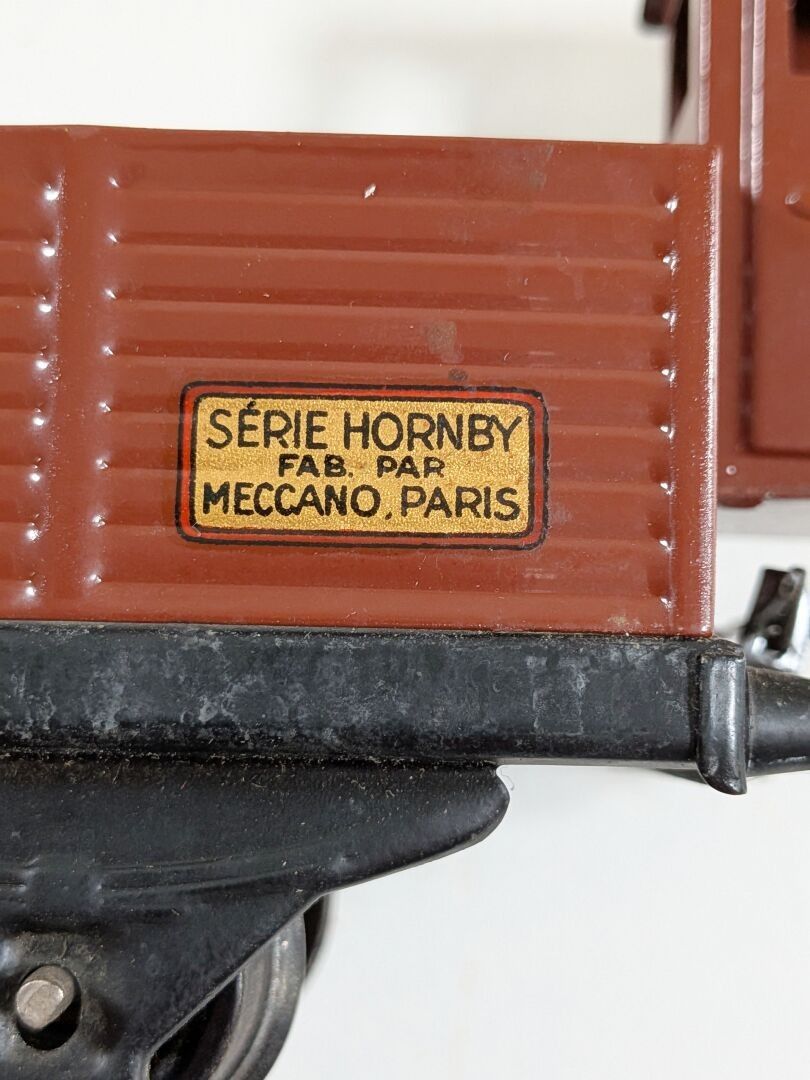 SÉRIE HORNBY
FAB. PAR
MECCANO, PARIS